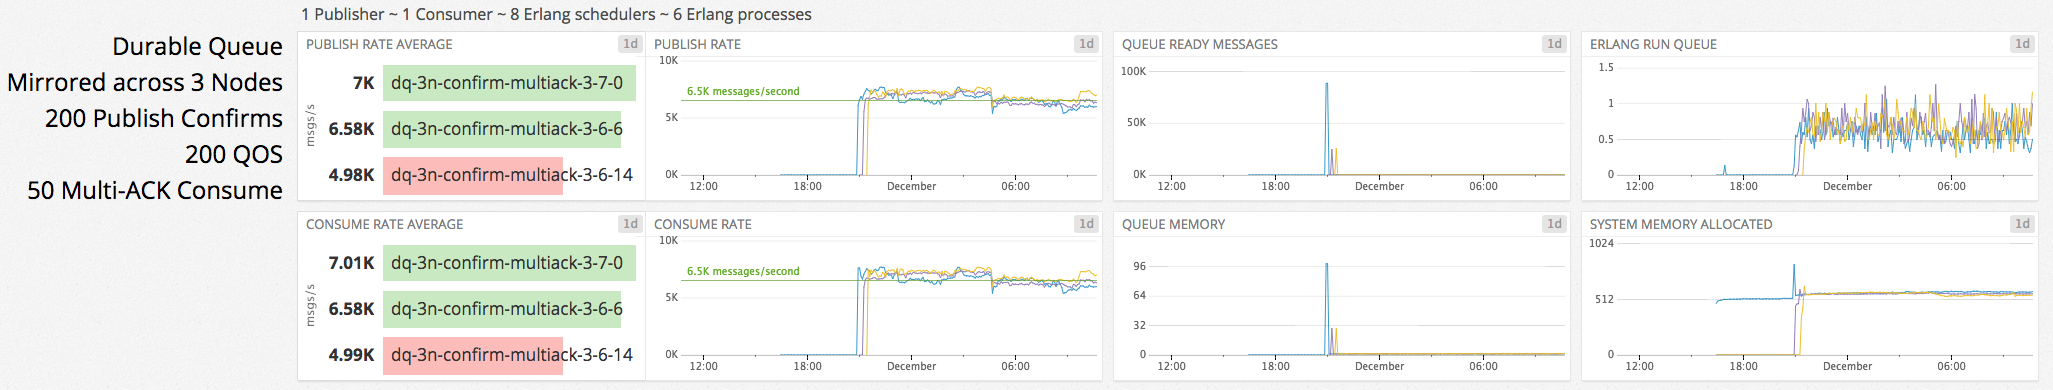 1 Publisher ~ 1 Consumer ~ 8 Erlang schedulers ~ 6 Erlang processes
Durable Queue
Mirrored across 3 Nodes
200 Publish Confirms
200 QOS
50 Multi-ACK Consume
PUBLISH RATE AVERAGE 1d
msgs/s
7K dq-3n-confirm-multiack-3-7-0
6.58K dq-3n-confirm-multiack-3-6-6
4.98K dq-3n-confirm-multiack-3-6-14
PUBLISH RATE 1d
10K
6.5K messages/second
5K
0K
12:00 18:00 December 06:00
QUEUE READY MESSAGES 1d
100K
50K
0K
12:00 18:00 December 06:00
ERLANG RUN QUEUE 1d
1.5
1
0.5
0
12:00 18:00 December 06:00
CONSUME RATE AVERAGE 1d
msgs/s
7.01K dq-3n-confirm-multiack-3-7-0
6.58K dq-3n-confirm-multiack-3-6-6
4.99K dq-3n-confirm-multiack-3-6-14
CONSUME RATE 1d
10K
6.5K messages/second
5K
0K
12:00 18:00 December 06:00
QUEUE MEMORY 1d
96
64
32
0
12:00 18:00 December 06:00
SYSTEM MEMORY ALLOCATED 1d
1024
512
0
12:00 18:00 December 06:00